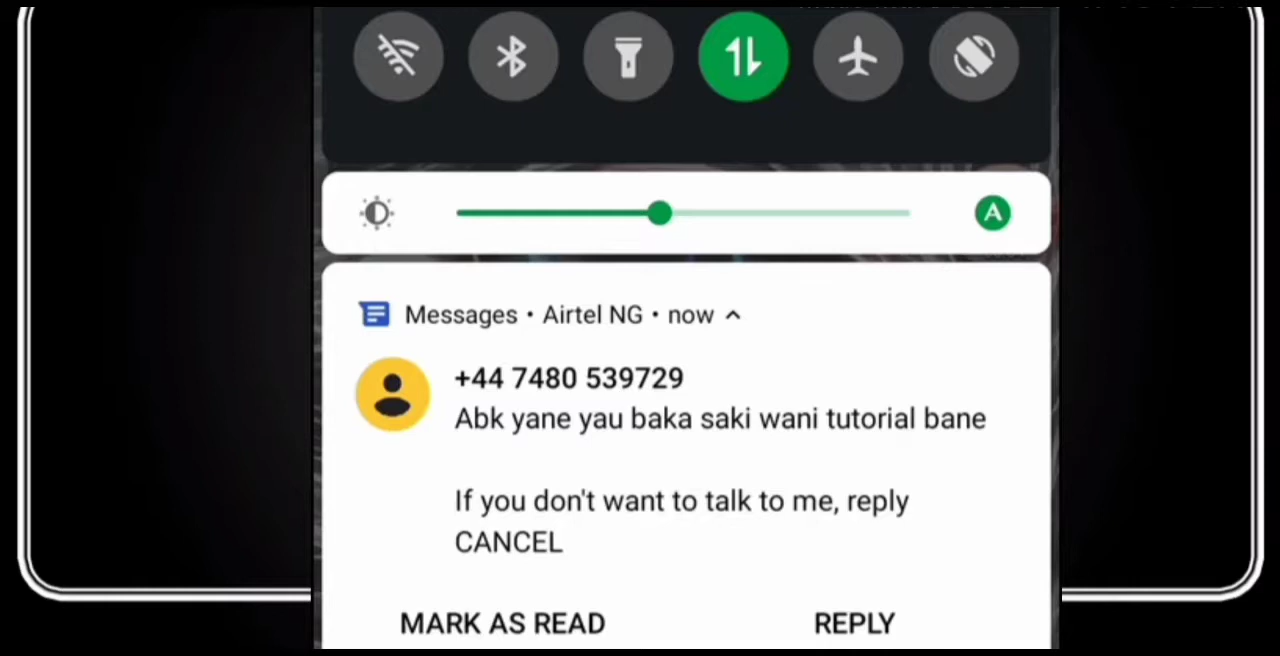 A
Messages • Airtel NG • now
+44 7480 539729
Abk yane yau baka saki wani tutorial bane
If you don't want to talk to me, reply
CANCEL
MARK AS READ
REPLY